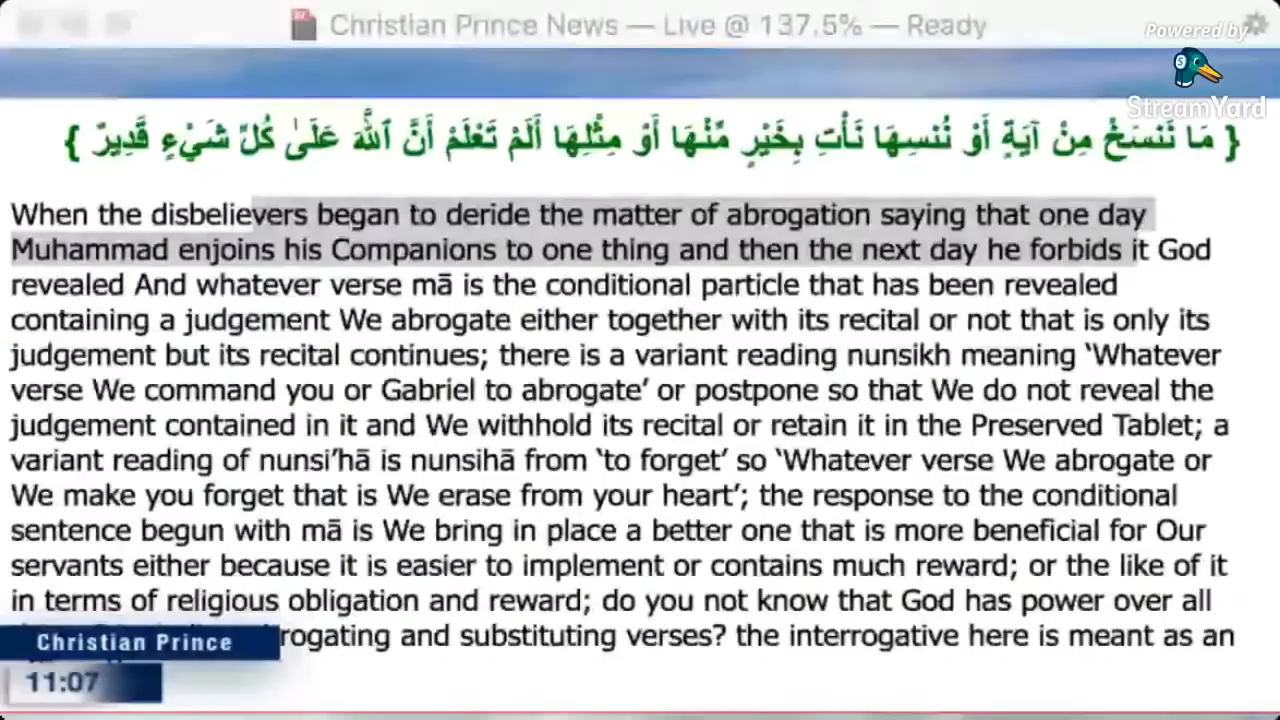 Christian Prince News — Live @ 137.5% — Ready
Powered by
StreamYard
{ مَا نَنسَخْ مِنْ آيَةٍ أَوْ نُنسِهَا نَأْتِ بِخَيْرٍ مِّنْهَا أَوْ مِثْلِهَا أَلَمْ تَعْلَمْ أَنَّ ٱللَّهَ عَلَىٰ كُلِّ شَيْءٍ قَدِيرٌ }
When the disbelievers began to deride the matter of abrogation saying that one day
Muhammad enjoins his Companions to one thing and then the next day he forbids it God
revealed And whatever verse mā is the conditional particle that has been revealed
containing a judgement We abrogate either together with its recital or not that is only its
judgement but its recital continues; there is a variant reading nunsikh meaning ‘Whatever
verse We command you or Gabriel to abrogate’ or postpone so that We do not reveal the
judgement contained in it and We withhold its recital or retain it in the Preserved Tablet; a
variant reading of nunsi’hā is nunsihā from ‘to forget’ so ‘Whatever verse We abrogate or
We make you forget that is We erase from your heart’; the response to the conditional
sentence begun with mā is We bring in place a better one that is more beneficial for Our
servants either because it is easier to implement or contains much reward; or the like of it
in terms of religious obligation and reward; do you not know that God has power over all
rogating and substituting verses? the interrogative here is meant as an
Christian Prince
11:07